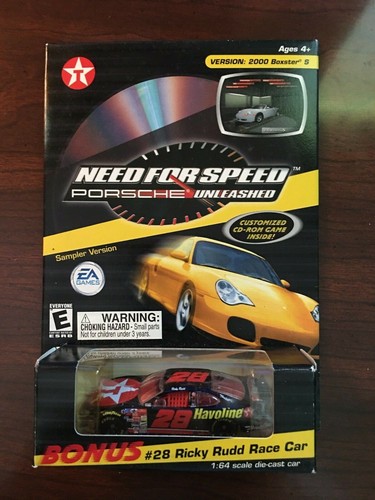 Ages 4+
VERSION: 2000 Boxster S
T
NEED FOR SPEED™
PORSCHE UNLEASHED
CUSTOMIZED
CD-ROM GAME
INSIDE!
Sampler Version
EA
GAMES
EVERYONE
E
ESRB
WARNING:
CHOKING HAZARD - Small parts
Not for children under 3 years.
28
28 Havoline
BONUS #28 Ricky Rudd Race Car
1:64 scale die-cast car